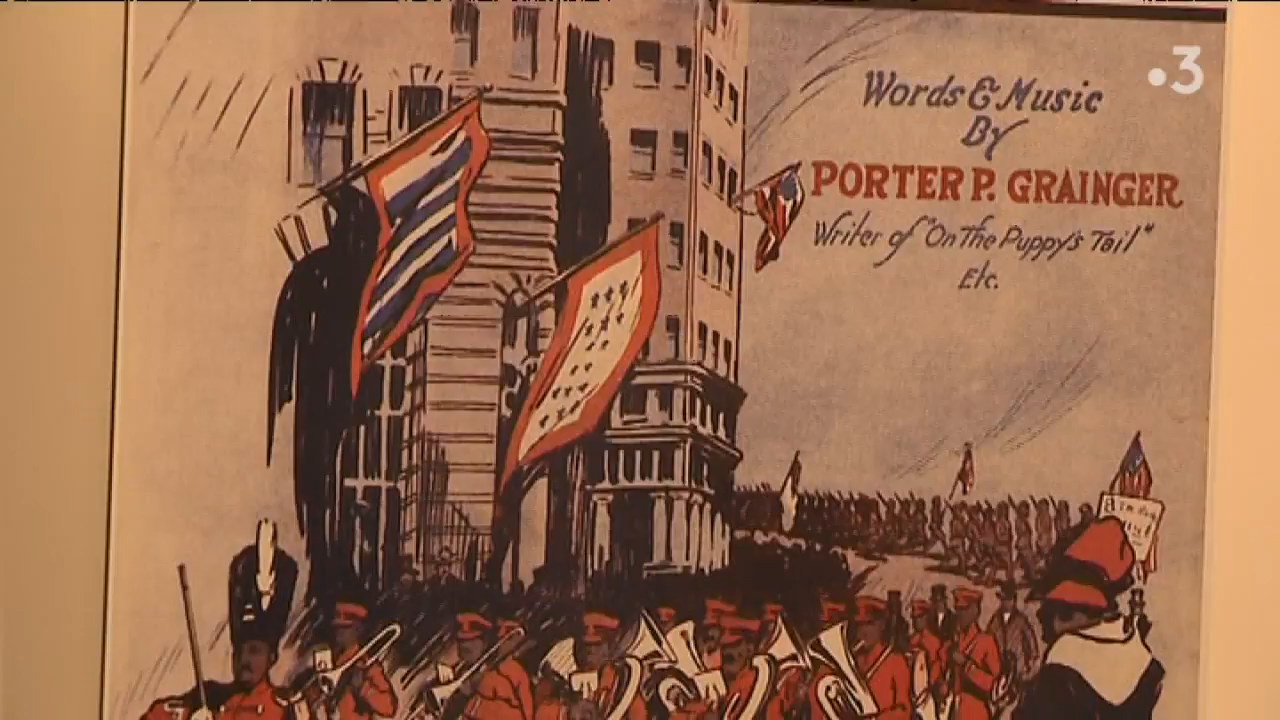 .3
Words & Music
By
PORTER P. GRAINGER
Writer of "On The Puppy's Tail"
Etc.